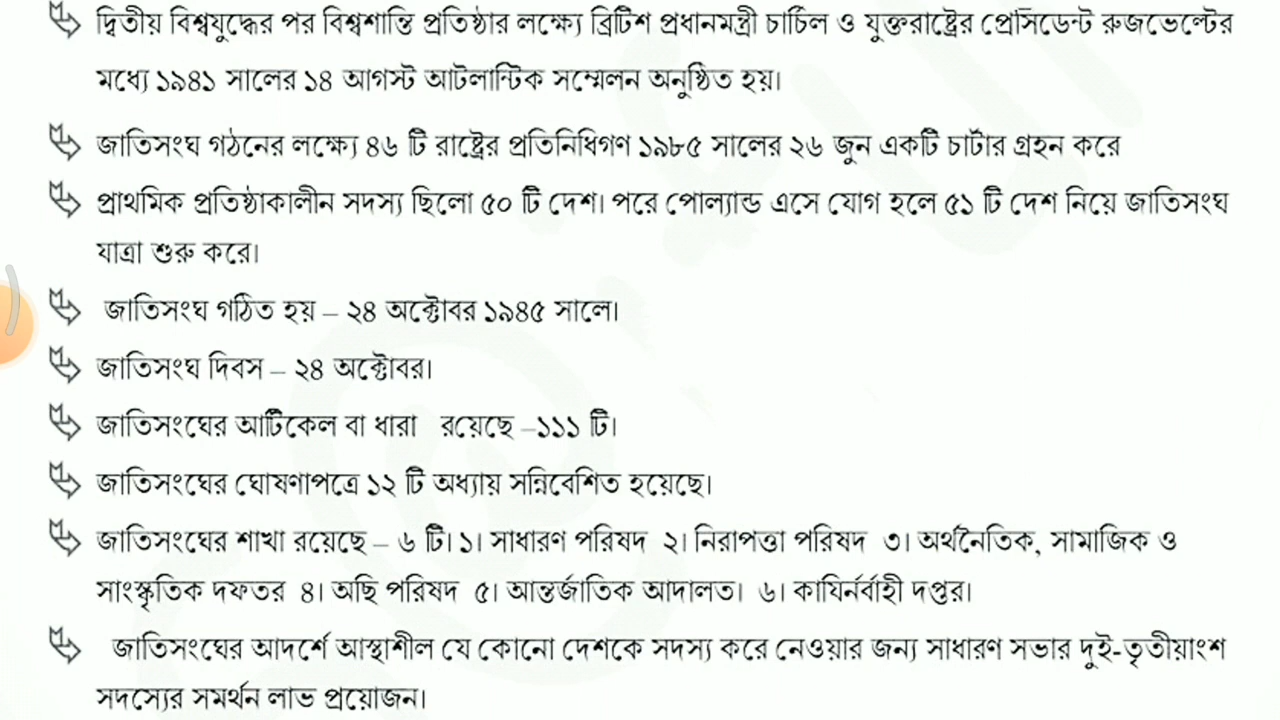 দ্বিতীয় বিশ্বযুদ্ধের পর বিশ্বশান্তি প্রতিষ্ঠার লক্ষ্যে ব্রিটিশ প্রধানমন্ত্রী চার্চিল ও যুক্তরাষ্ট্রের প্রেসিডেন্ট রুজভেল্টের
মধ্যে ১৯৪১ সালের ১৪ আগস্ট আটলান্টিক সম্মেলন অনুষ্ঠিত হয়।
জাতিসংঘ গঠনের লক্ষ্যে ৪৬ টি রাষ্ট্রের প্রতিনিধিগণ ১৯৮৫ সালের ২৬ জুন একটি চার্টার গ্রহন করে
প্রাথমিক প্রতিষ্ঠাকালীন সদস্য ছিলো ৫০ টি দেশ। পরে পোল্যান্ড এসে যোগ হলে ৫১ টি দেশ নিয়ে জাতিসংঘ
যাত্রা শুরু করে।
জাতিসংঘ গঠিত হয় – ২৪ অক্টোবর ১৯৪৫ সালে।
জাতিসংঘ দিবস – ২৪ অক্টোবর।
জাতিসংঘের আর্টিকেল বা ধারা রয়েছে –১১১ টি।
জাতিসংঘের ঘোষণাপত্রে ১২ টি অধ্যায় সন্নিবেশিত হয়েছে।
জাতিসংঘের শাখা রয়েছে – ৬ টি। ১। সাধারণ পরিষদ ২। নিরাপত্তা পরিষদ ৩। অর্থনৈতিক, সামাজিক ও
সাংস্কৃতিক দফতর ৪। অছি পরিষদ ৫। আন্তর্জাতিক আদালত। ৬। কাযির্নর্বাহী দপ্তর।
জাতিসংঘের আদর্শে আস্থাশীল যে কোনো দেশকে সদস্য করে নেওয়ার জন্য সাধারণ সভার দুই-তৃতীয়াংশ
সদস্যের সমর্থন লাভ প্রয়োজন।